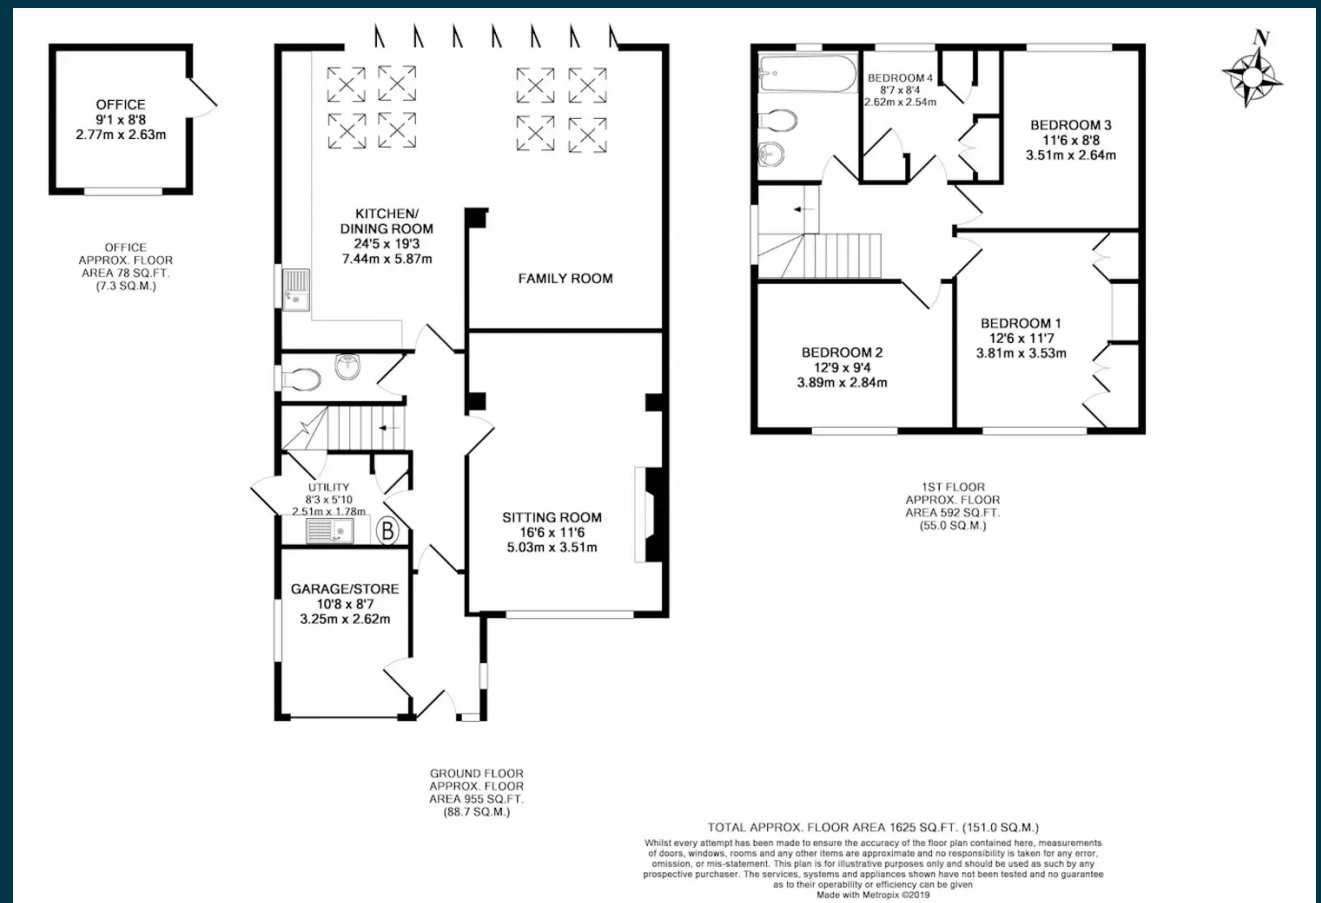 OFFICE
9'1 x 8'8
2.77m x 2.63m
OFFICE
APPROX. FLOOR
AREA 78 SQ.FT.
(7.3 SQ.M.)
KITCHEN/
DINING ROOM
24'5 x 19'3
7.44m x 5.87m
FAMILY ROOM
UTILITY
8'3 x 5'10
2.51m x 1.78m
B
SITTING ROOM
16'6 x 11'6
5.03m x 3.51m
GARAGE/STORE
10'8 x 8'7
3.25m x 2.62m
GROUND FLOOR
APPROX. FLOOR
AREA 955 SQ.FT.
(88.7 SQ.M.)
BEDROOM 4
8'7 x 8'4
2.62m x 2.54m
BEDROOM 3
11'6 x 8'8
3.51m x 2.64m
BEDROOM 2
12'9 x 9'4
3.89m x 2.84m
BEDROOM 1
12'6 x 11'7
3.81m x 3.53m
1ST FLOOR
APPROX. FLOOR
AREA 592 SQ.FT.
(55.0 SQ.M.)
N
TOTAL APPROX. FLOOR AREA 1625 SQ.FT. (151.0 SQ.M.)
Whilst every attempt has been made to ensure the accuracy of the floor plan contained here, measurements
of doors, windows, rooms and any other items are approximate and no responsibility is taken for any error,
omission, or mis-statement. This plan is for illustrative purposes only and should be used as such by any
prospective purchaser. The services, systems and appliances shown have not been tested and no guarantee
as to their operability or efficiency can be given
Made with Metropix ©2019